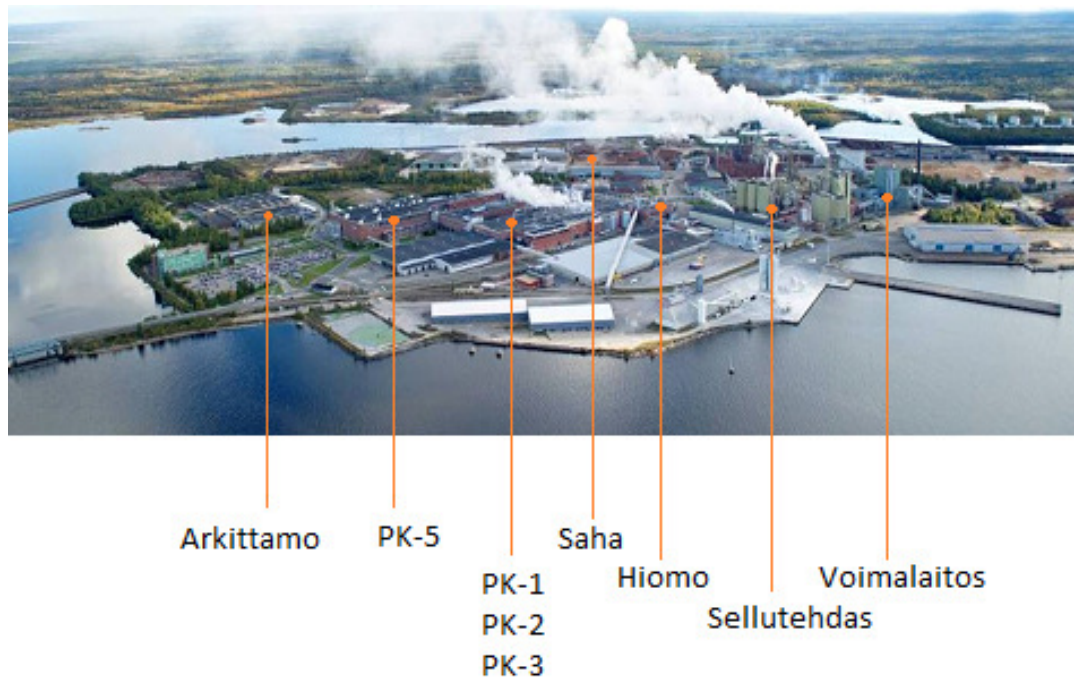 Arkittamo
PK-5
PK-1
PK-2
PK-3
Saha
Hiomo
Sellutehdas
Voimalaitos